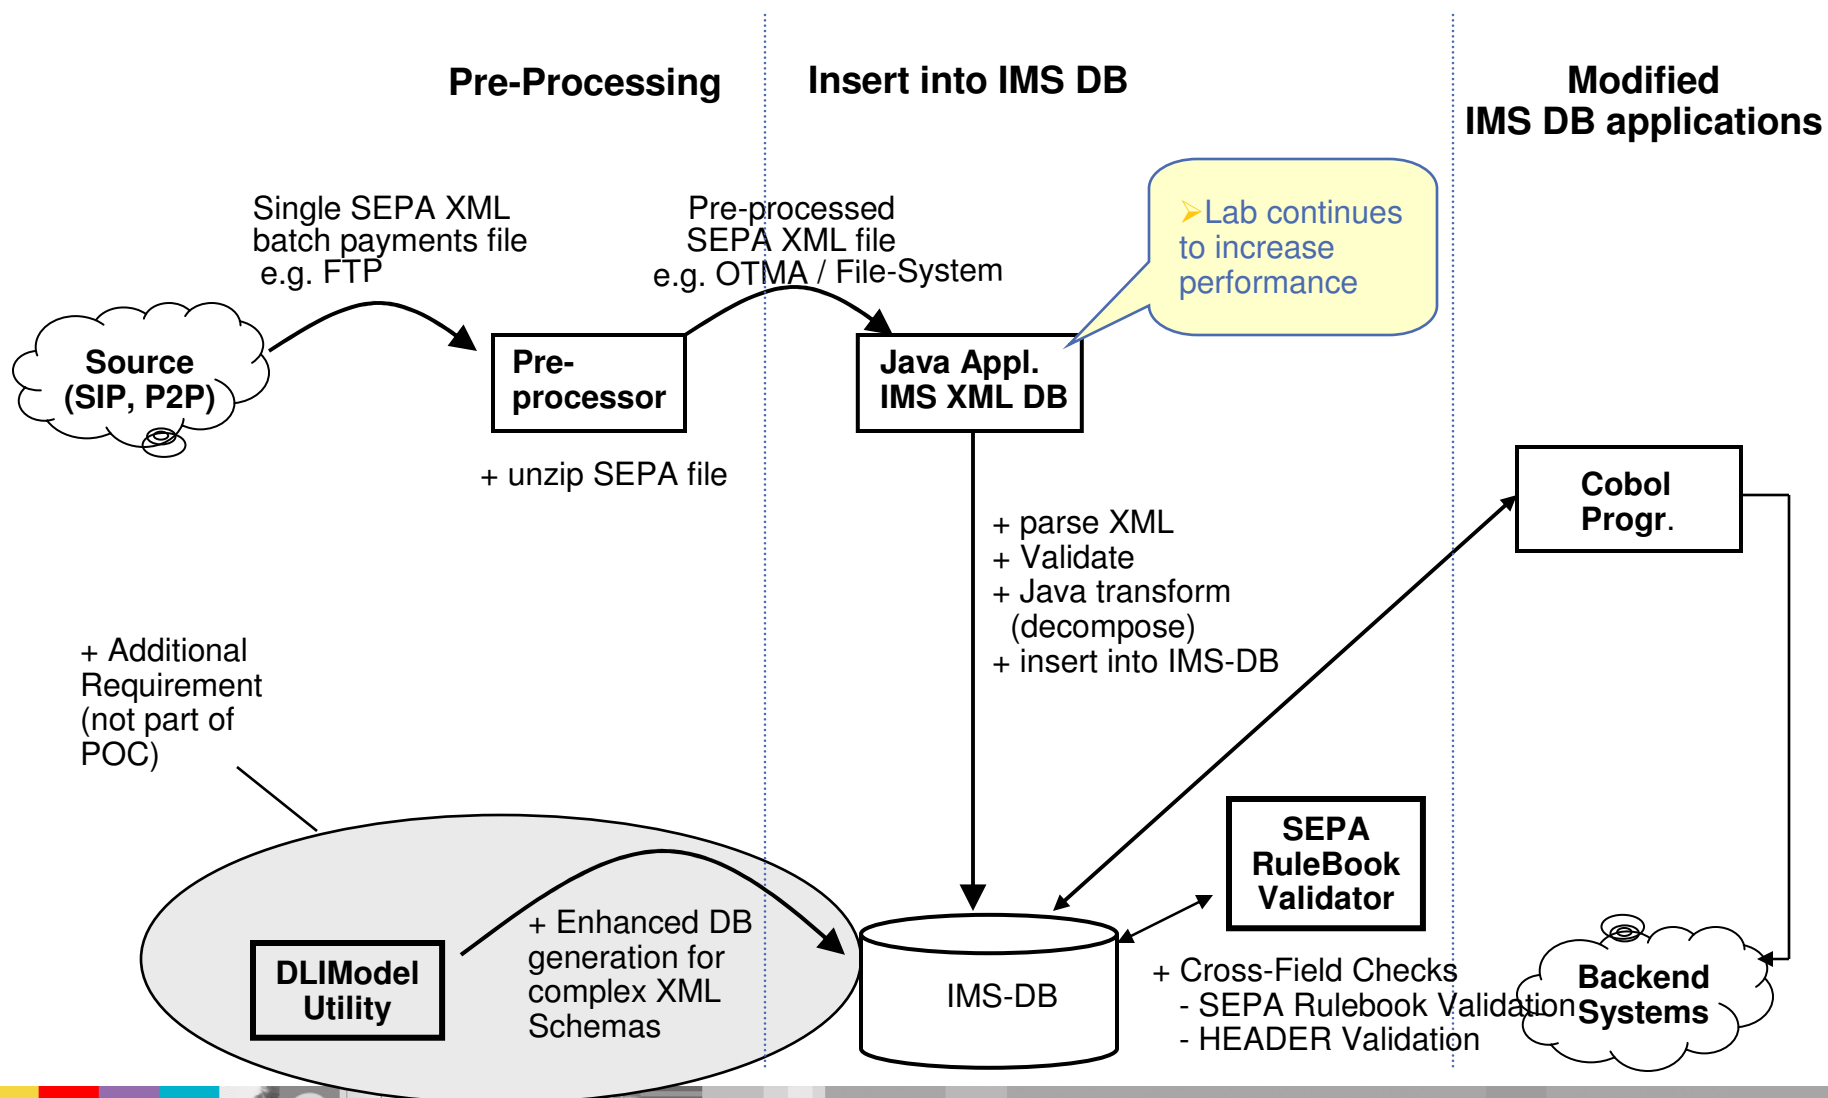 Pre-Processing
Insert into IMS DB
Modified
IMS DB applications
Single SEPA XML
batch payments file
e.g. FTP
Pre-processed
SEPA XML file
e.g. OTMA / File-System
➢Lab continues
to increase
performance
Source
(SIP, P2P)
Pre-
processor
Java Appl.
IMS XML DB
+ unzip SEPA file
Cobol
Progr.
+ parse XML
+ Validate
+ Java transform
(decompose)
+ insert into IMS-DB
+ Additional
Requirement
(not part of
POC)
SEPA
RuleBook
Validator
DLIModel
Utility
+ Enhanced DB
generation for
complex XML
Schemas
IMS-DB
+ Cross-Field Checks
- SEPA Rulebook Validation
- HEADER Validation
Backend
Systems